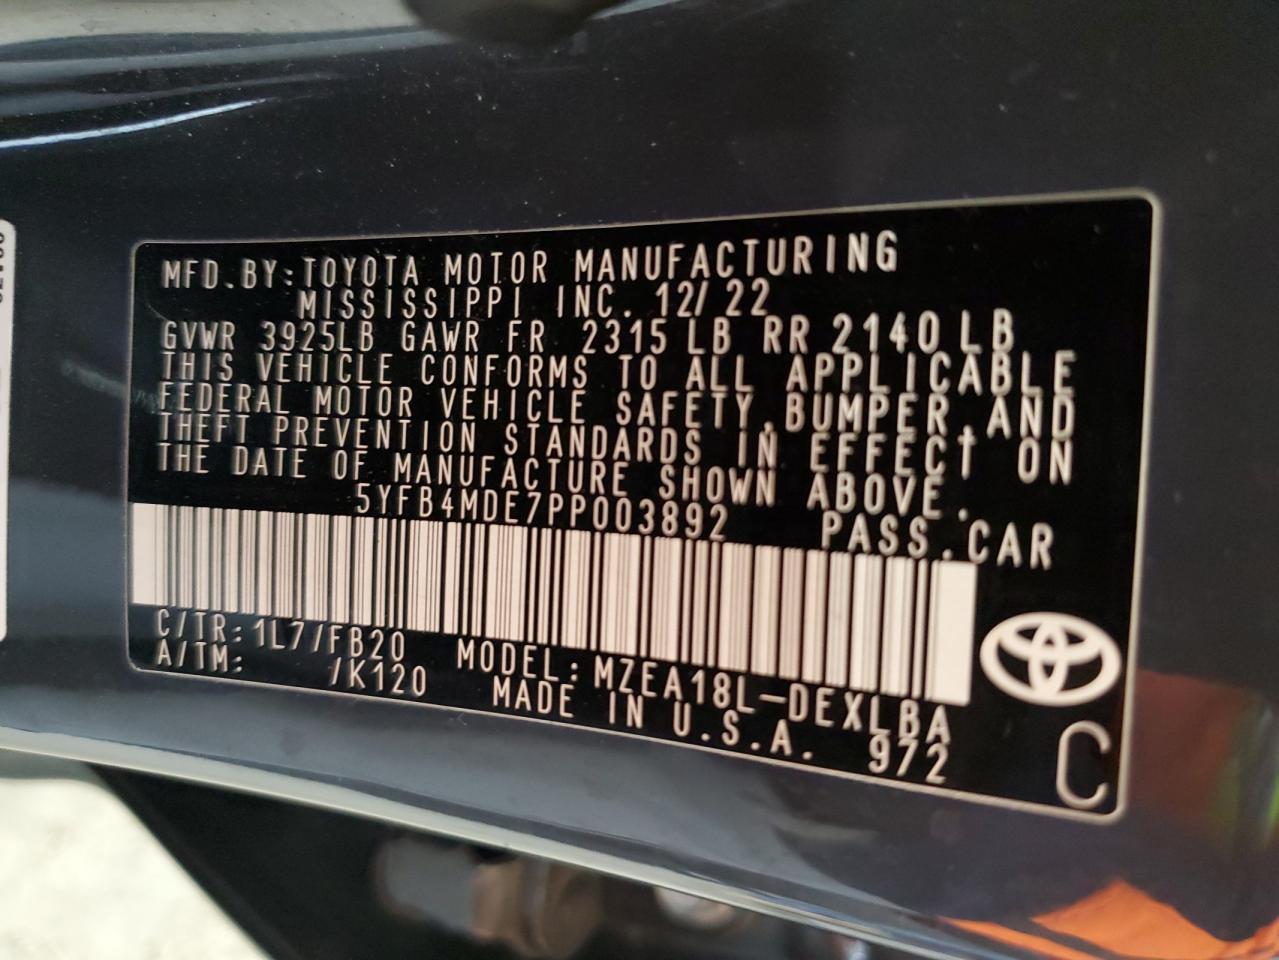 MFD.BY:TOYOTA MOTOR MANUFACTURING
MISSISSIPPI INC. 12/22
GVWR 3925LB GAWR FR 2315 LB RR 2140 LB
THIS VEHICLE CONFORMS TO ALL APPLICABLE
FEDERAL MOTOR VEHICLE SAFETY,BUMPER,AND
THEFT PREVENTION STANDARDS IN EFFECT ON
THE DATE OF MANUFACTURE SHOWN ABOVE.
5YFB4MDE7PP003892 PASS.CAR
C/TR:1L7/FB20 MODEL:MZEA18L-DEXLBA
A/TM: /K120 MADE IN U.S.A. 972
C